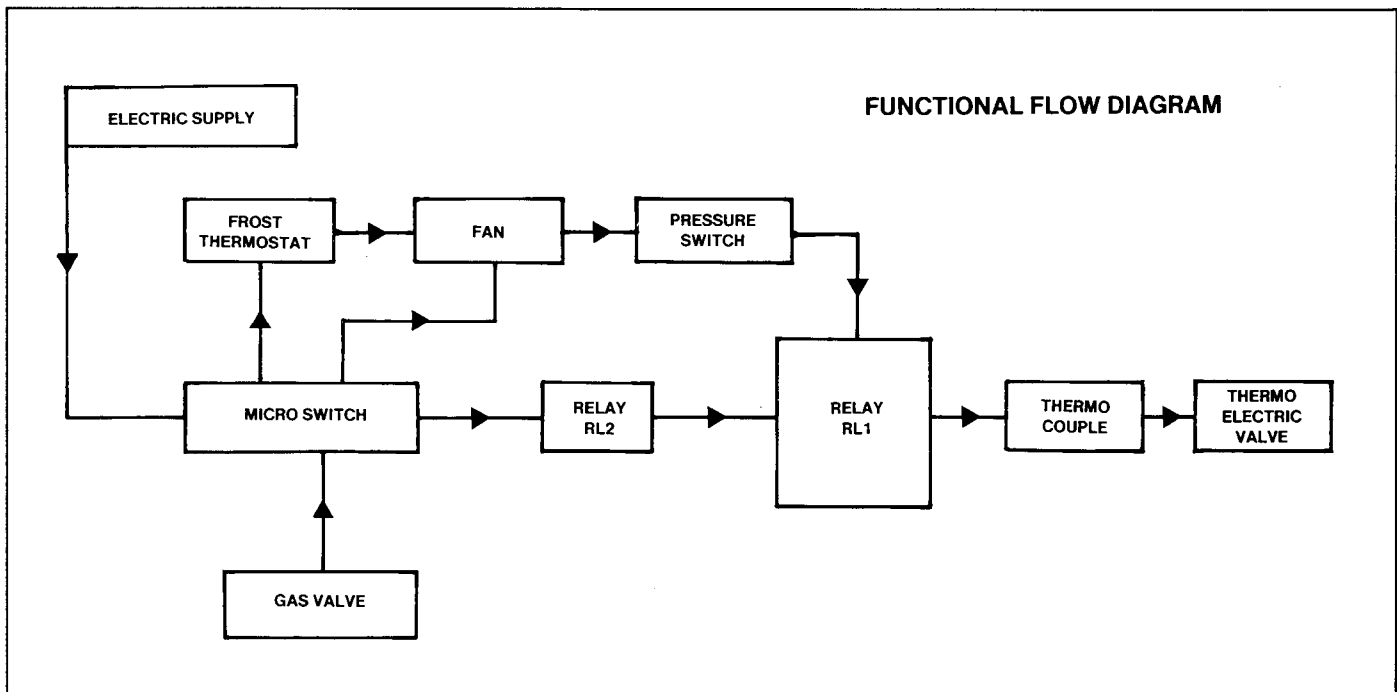 FUNCTIONAL FLOW DIAGRAM
ELECTRIC SUPPLY
FROST
THERMOSTAT
FAN
PRESSURE
SWITCH
MICRO SWITCH
RELAY
RL2
RELAY
RL1
THERMO
COUPLE
THERMO
ELECTRIC
VALVE
GAS VALVE